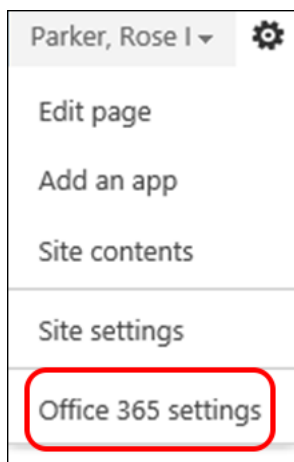 Parker, Rose I
Edit page
Add an app
Site contents
Site settings
Office 365 settings